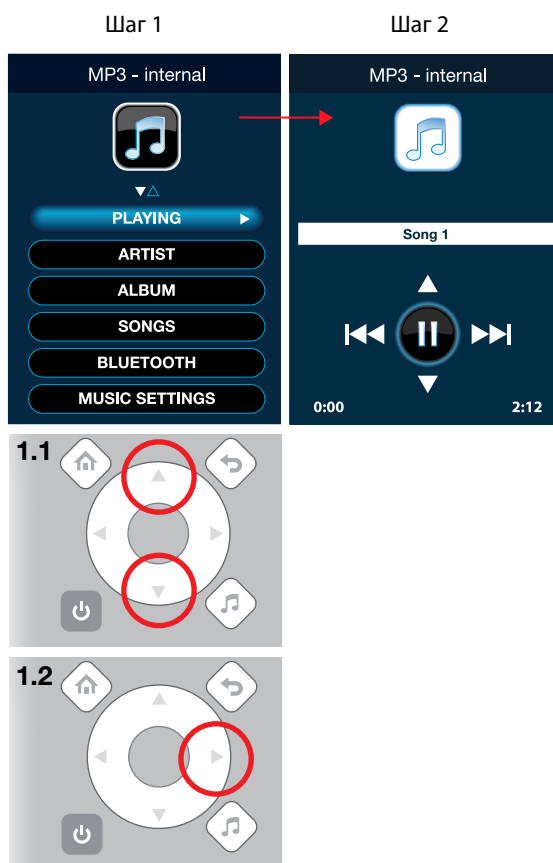 Шаг 1
Шаг 2
MP3 - internal
PLAYING
ARTIST
ALBUM
SONGS
BLUETOOTH
MUSIC SETTINGS
MP3 - internal
Song 1
0:00 2:12
1.1
1.2